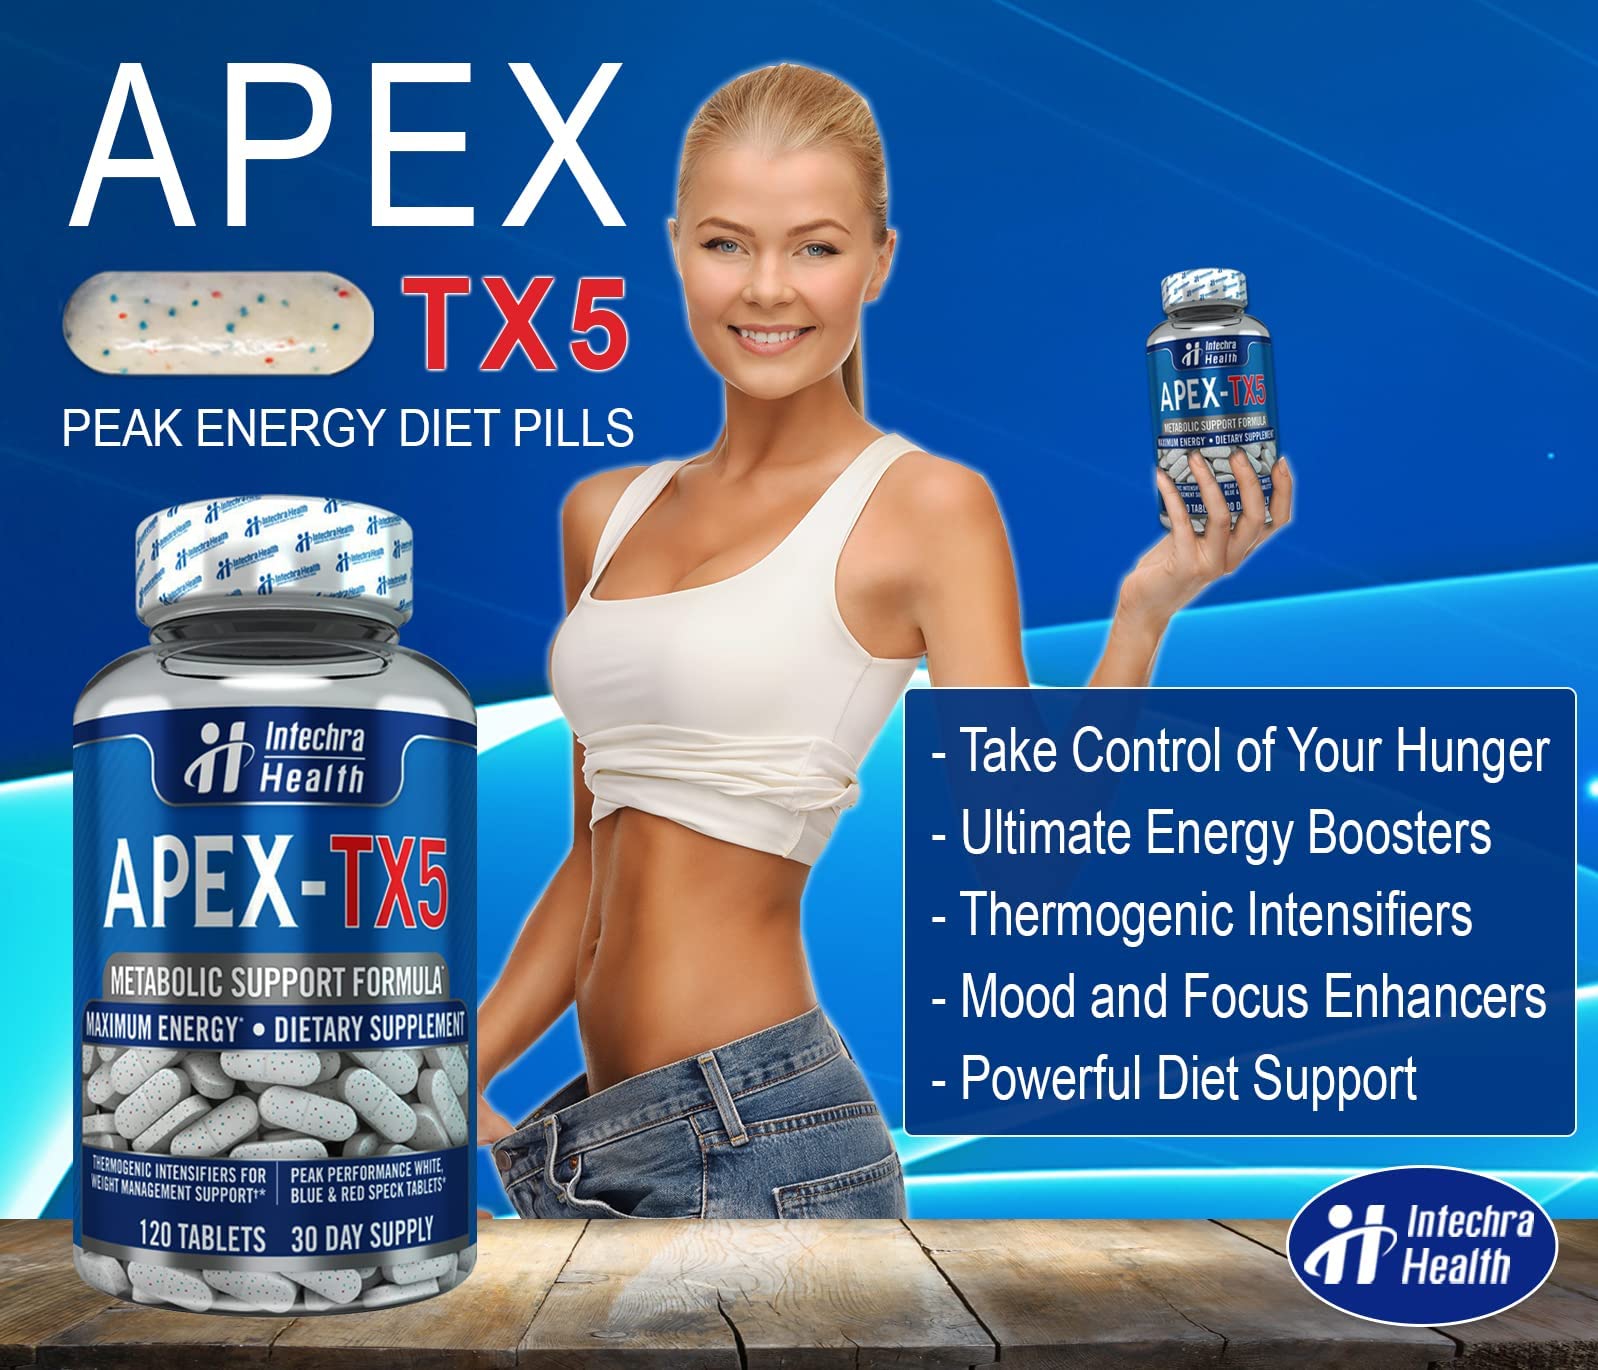 APEX
TX5
PEAK ENERGY DIET PILLS
Intechra
Health
APEX-TX5
METABOLIC SUPPORT FORMULA*
MAXIMUM ENERGY* • DIETARY SUPPLEMENT
THERMOGENIC INTENSIFIERS FOR
WEIGHT MANAGEMENT SUPPORT†*
PEAK PERFORMANCE WHITE,
BLUE & RED SPECK TABLETS*
120 TABLETS 30 DAY SUPPLY
Intechra
Health
APEX-TX5
METABOLIC SUPPORT FORMULA
MAXIMUM ENERGY* • DIETARY SUPPLEMENT
- Take Control of Your Hunger
- Ultimate Energy Boosters
- Thermogenic Intensifiers
- Mood and Focus Enhancers
- Powerful Diet Support
Intechra
Health